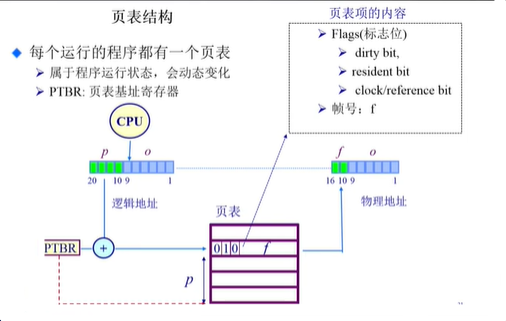 页表结构
页表项的内容
每个运行的程序都有一个页表
属于程序运行状态，会动态变化
PTBR: 页表基址寄存器
Flags(标志位)
dirty bit,
resident bit
clock/reference bit
帧号：f
CPU
p o
f o
20 10 9 1
16 10 9 1
逻辑地址
物理地址
页表
PTBR
+
0 1 0 f
p